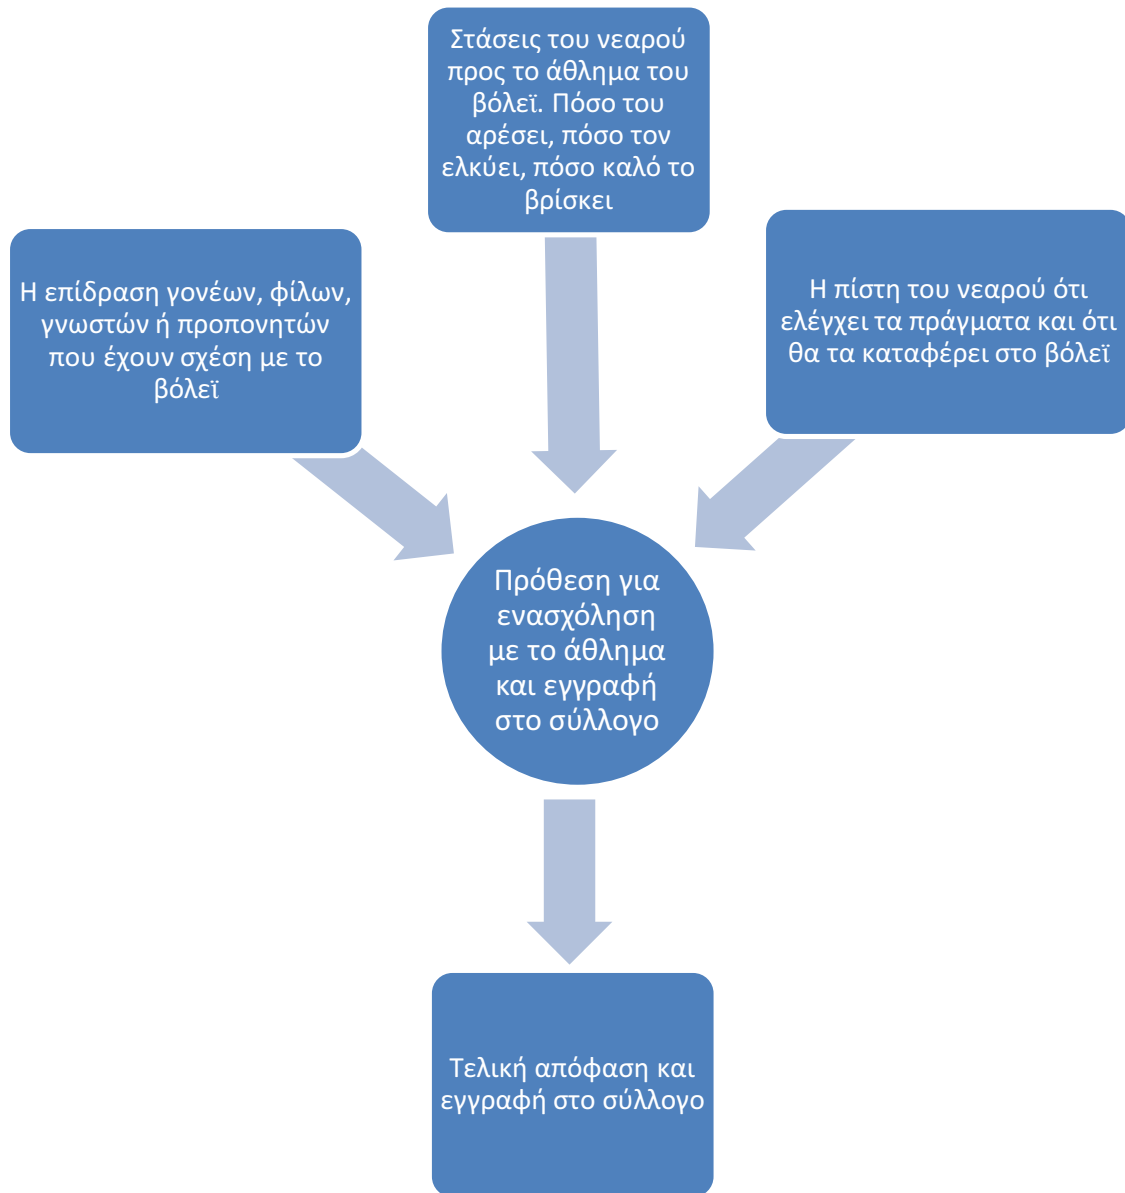 Στάσεις του νεαρού
προς το άθλημα του
βόλεϊ. Πόσο του
αρέσει, πόσο τον
ελκύει, πόσο καλό το
βρίσκει
Η επίδραση γονέων, φίλων,
γνωστών ή προπονητών
που έχουν σχέση με το
βόλεϊ
Η πίστη του νεαρού ότι
ελέγχει τα πράγματα και ότι
θα τα καταφέρει στο βόλεϊ
Πρόθεση για
ενασχόληση
με το άθλημα
και εγγραφή
στο σύλλογο
Τελική απόφαση και
εγγραφή στο σύλλογο